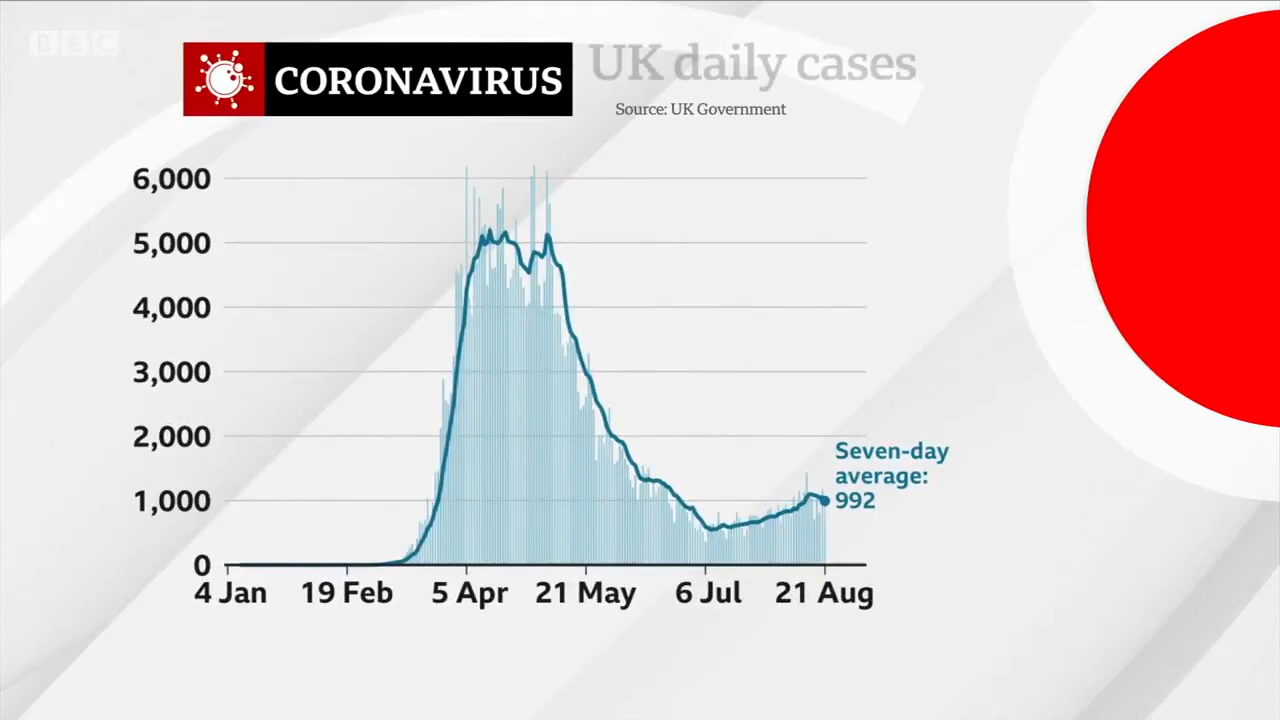 BBC
CORONAVIRUS
UK daily cases
Source: UK Government
6,000
5,000
4,000
3,000
2,000
1,000
0
Seven-day
average:
992
4 Jan 19 Feb 5 Apr 21 May 6 Jul 21 Aug